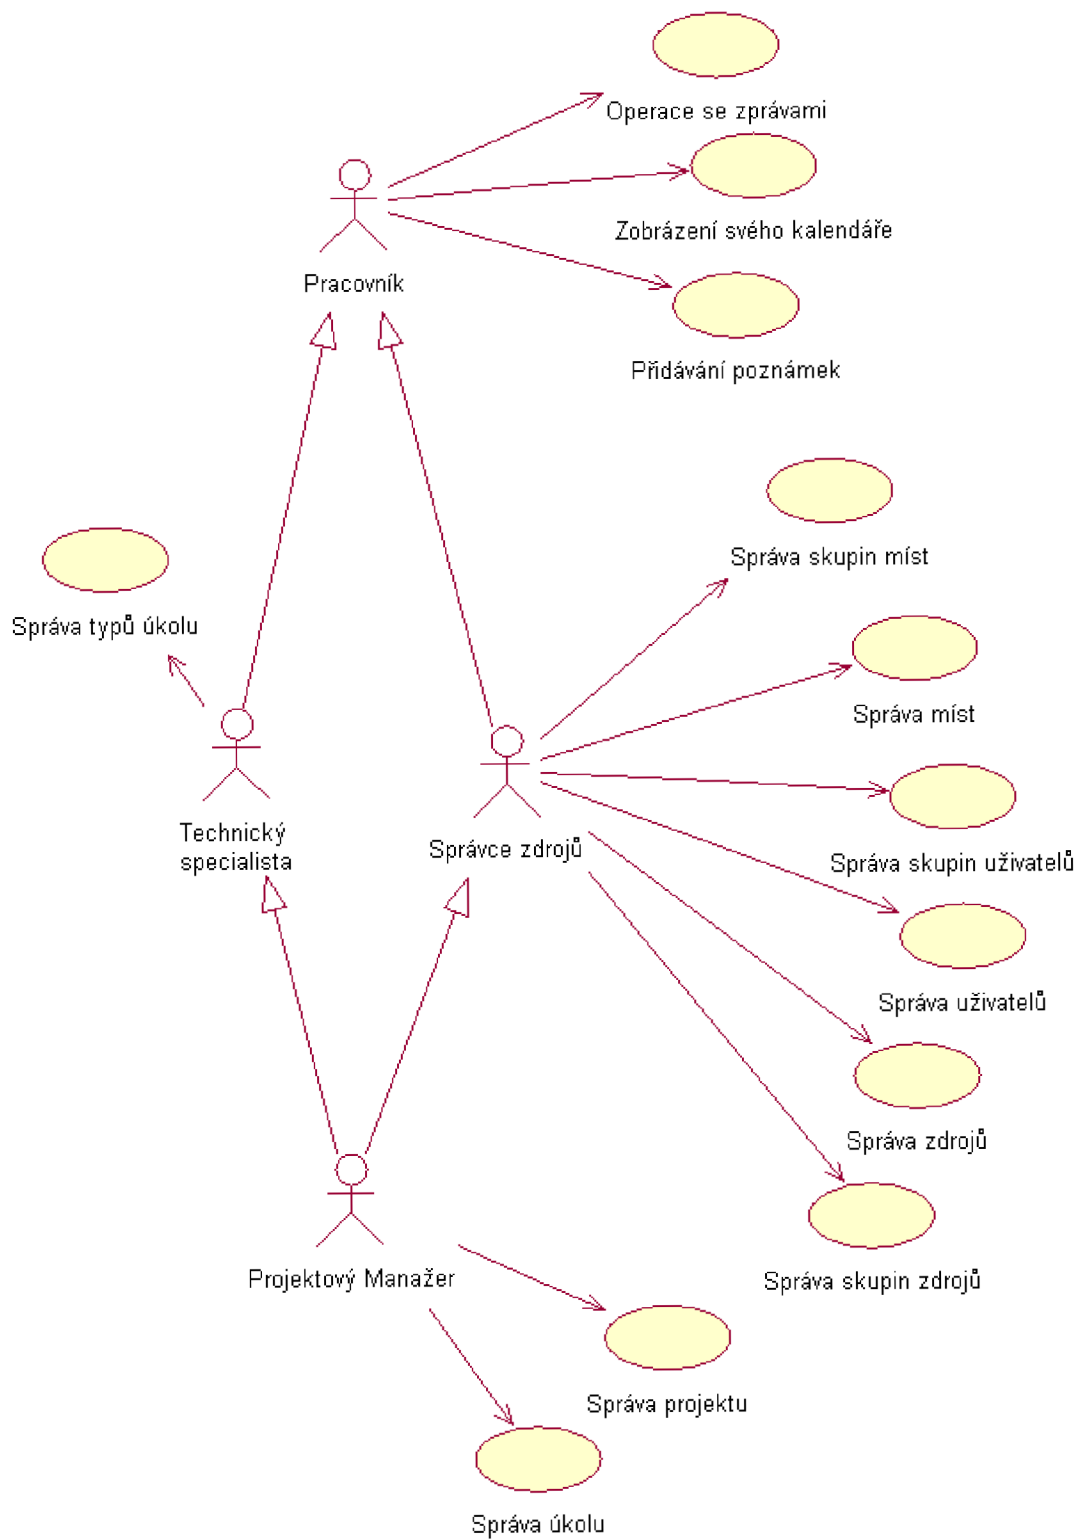 Operace se zprávami
Zobrázení svého kalendáře
Pracovník
Přidávání poznámek
Správa skupin míst
Správa typů úkolu
Správa míst
Technický
specialista
Správce zdrojů
Správa skupin uživatelů
Správa uživatelů
Správa zdrojů
Projektový Manažer
Správa skupin zdrojů
Správa projektu
Správa úkolu